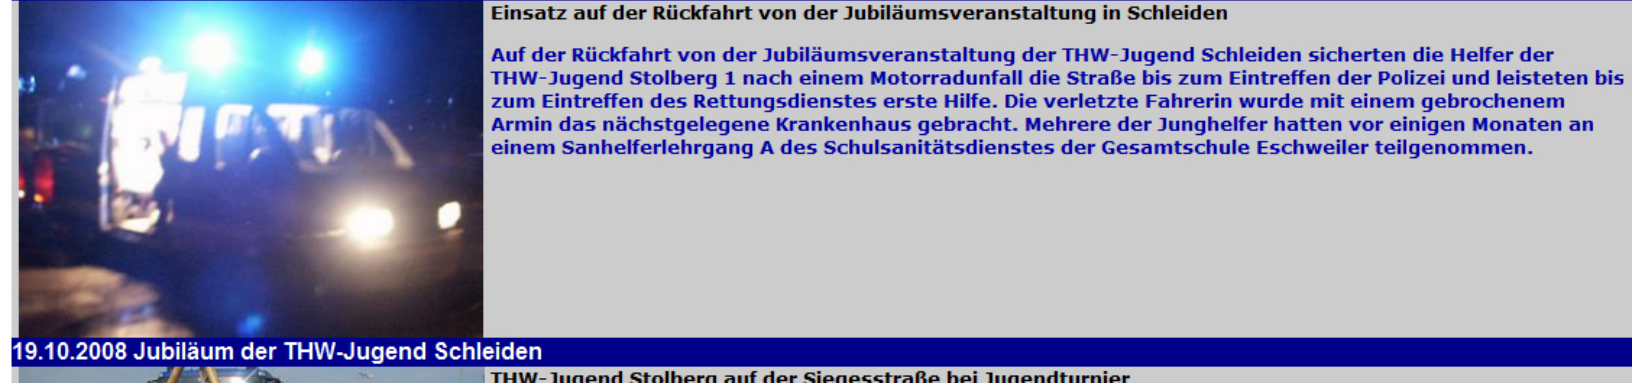 Einsatz auf der Rückfahrt von der Jubiläumsveranstaltung in Schleiden
Auf der Rückfahrt von der Jubiläumsveranstaltung der THW-Jugend Schleiden sicherten die Helfer der
THW-Jugend Stolberg 1 nach einem Motorradunfall die Straße bis zum Eintreffen der Polizei und leisteten bis
zum Eintreffen des Rettungsdienstes erste Hilfe. Die verletzte Fahrerin wurde mit einem gebrochenem
Armin das nächstgelegene Krankenhaus gebracht. Mehrere der Junghelfer hatten vor einigen Monaten an
einem Sanhelferlehrgang A des Schulsanitätsdienstes der Gesamtschule Eschweiler teilgenommen.
19.10.2008 Jubiläum der THW-Jugend Schleiden
THW-Jugend Stolberg auf der Siegesstraße bei Jugendturnier